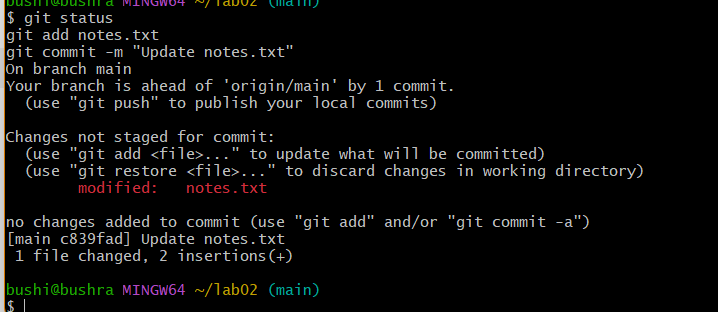 bushi@bushra MINGW64 ~/lab02 (main)
$ git status
git add notes.txt
git commit -m "Update notes.txt"
On branch main
Your branch is ahead of 'origin/main' by 1 commit.
  (use "git push" to publish your local commits)

Changes not staged for commit:
  (use "git add <file>..." to update what will be committed)
  (use "git restore <file>..." to discard changes in working directory)
        modified:   notes.txt

no changes added to commit (use "git add" and/or "git commit -a")
[main c839fad] Update notes.txt
 1 file changed, 2 insertions(+)

bushi@bushra MINGW64 ~/lab02 (main)
$